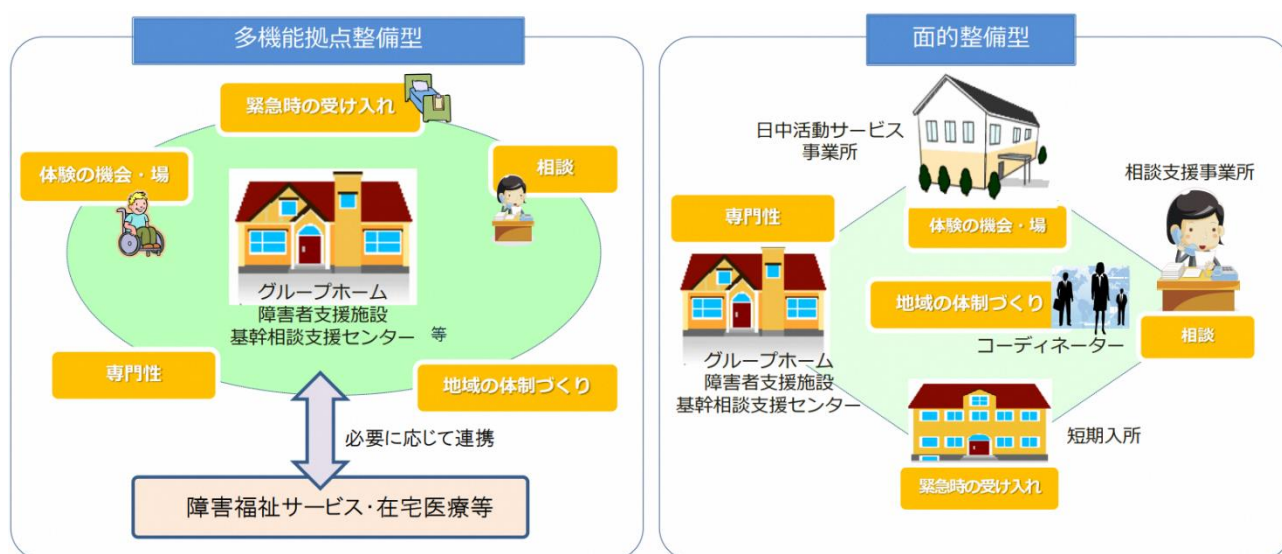 多機能拠点整備型
緊急時の受け入れ
体験の機会・場
相談
グループホーム
障害者支援施設
基幹相談支援センター 等
専門性
地域の体制づくり
必要に応じて連携
障害福祉サービス・在宅医療等
面的整備型
日中活動サービス
事業所
相談支援事業所
専門性
体験の機会・場
地域の体制づくり
コーディネーター
相談
グループホーム
障害者支援施設
基幹相談支援センター
短期入所
緊急時の受け入れ